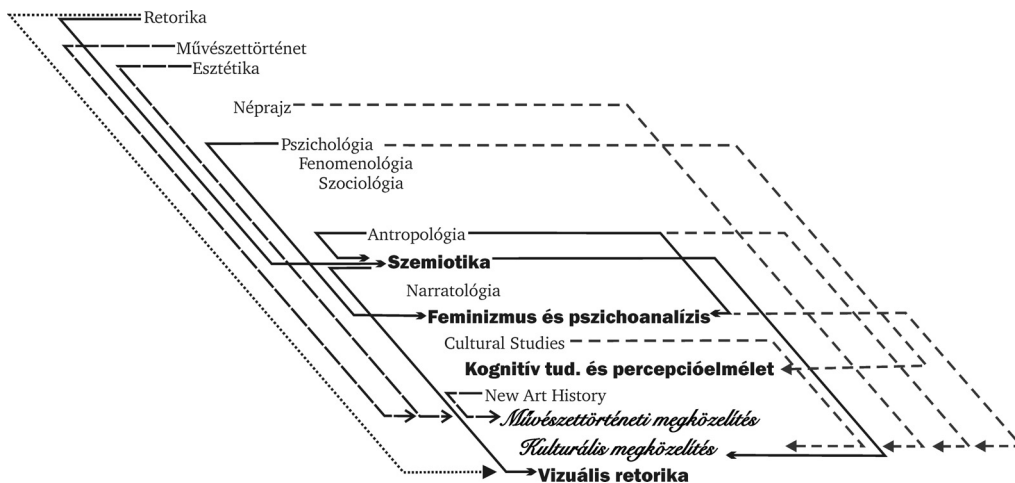 Retorika
Művészettörténet
Esztétika
Néprajz
Pszichológia
Fenomenológia
Szociológia
Antropológia
Szemiotika
Narratológia
Feminizmus és pszichoanalízis
Cultural Studies
Kognitív tud. és percepcióelmélet
New Art History
Művészettörténeti megközelítés
Kulturális megközelítés
Vizuális retorika